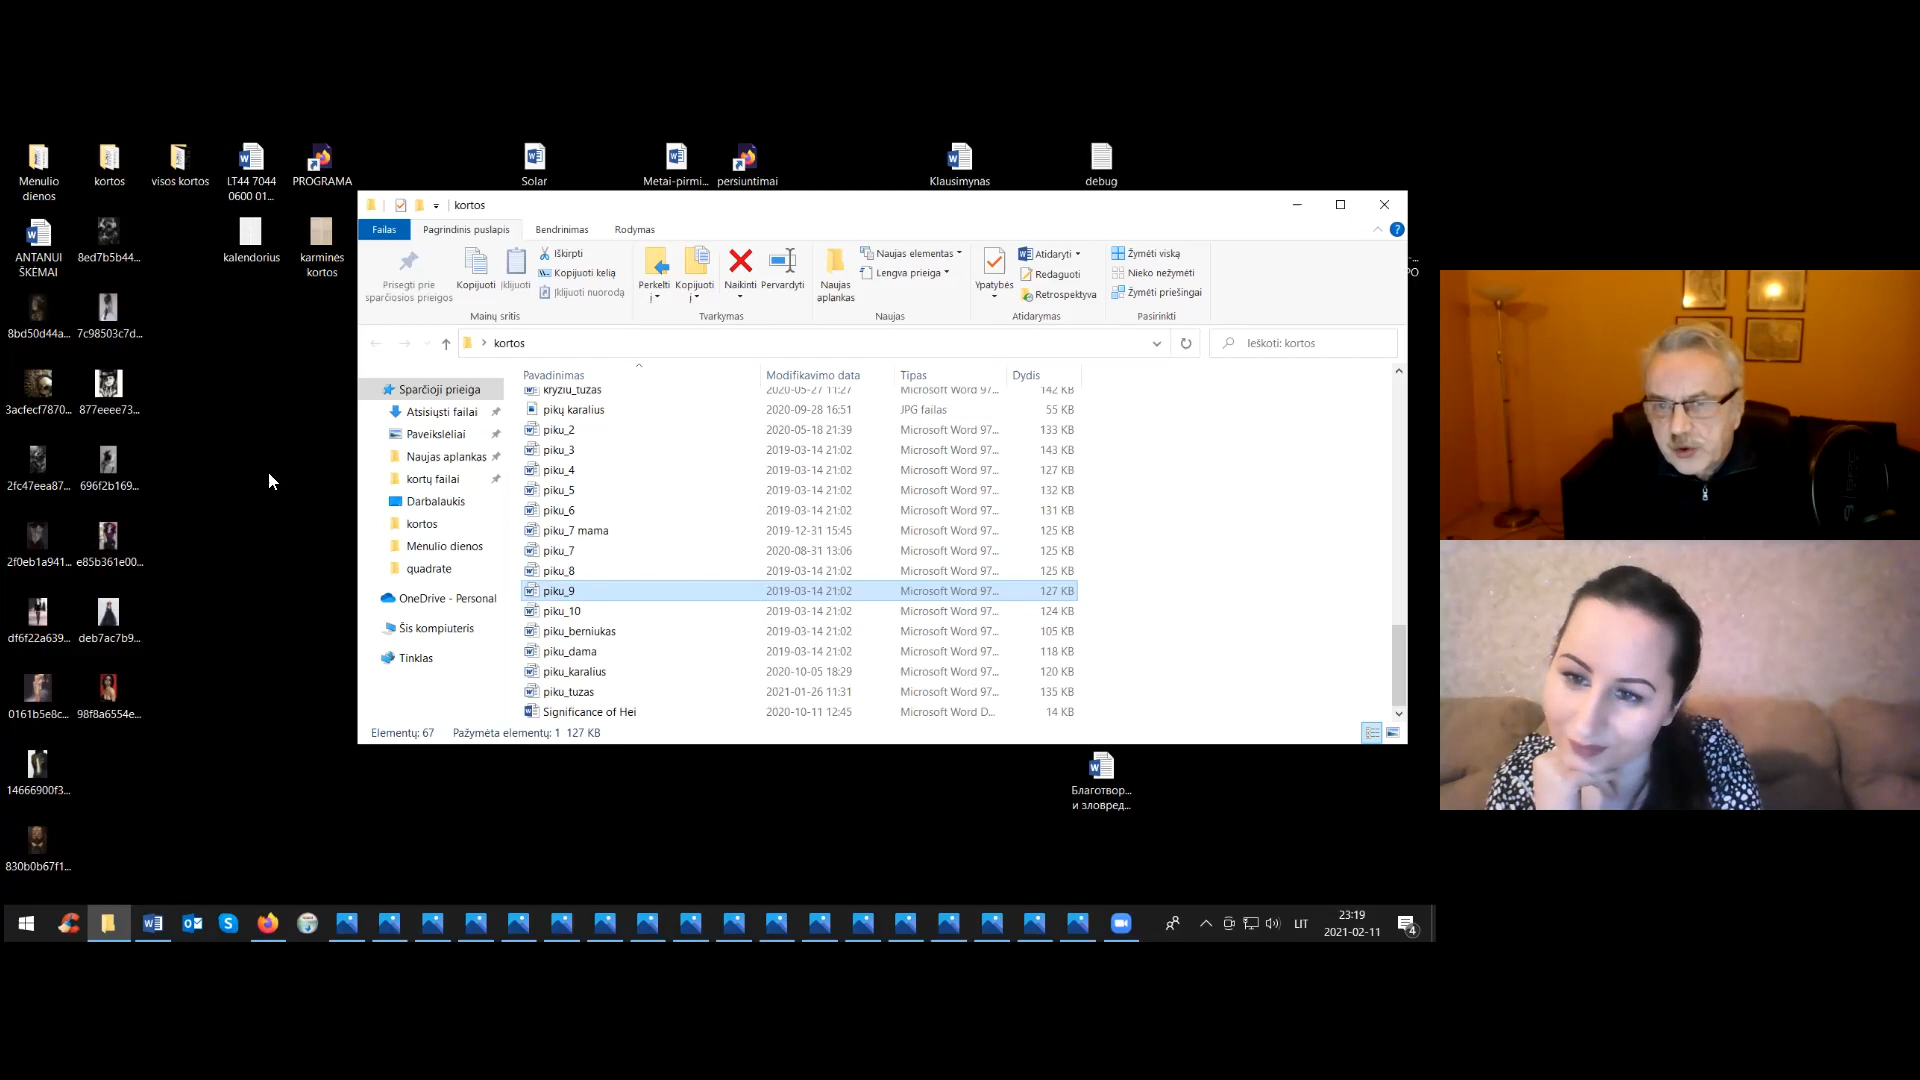 Menulio
dienos
kortos
visos kortos
LT44 7044
0600 01...
PROGRAMA
Solar
Metai-pirmi...
persiuntimai
Klausimynas
debug
ANTANUI
ŠKĖMAI
8ed7b5b44...
kalendorius
karminės
kortos
8bd50d44a...
7c98503c7d...
3acfecf7870...
877eeee73...
2fc47eea87...
696f2b169...
2f0eb1a941...
e85b361e00...
df6f22a639...
deb7ac7b9...
0161b5e8c...
98f8a6554e...
14666900f3...
830b0b67f1...
kortos
Failas
Pagrindinis puslapis
Bendrinimas
Rodymas
Prisegti prie
sparčiosios prieigos
Kopijuoti
Įklijuoti
Iškirpti
Kopijuoti kelią
Įklijuoti nuorodą
Mainų sritis
Perkelti
į
Kopijuoti
į
Naikinti
Pervardyti
Tvarkymas
Naujas
aplankas
Naujas elementas
Lengva prieiga
Naujas
Ypatybės
Atidaryti
Redaguoti
Retrospektyva
Atidarymas
Žymėti viską
Nieko nežymėti
Žymėti priešingai
Pasirinkti
kortos
Ieškoti: kortos
Sparčioji prieiga
Atsisiųsti failai
Paveikslėliai
Naujas aplankas
kortų failai
Darbalaukis
kortos
Mėnulio dienos
quadrate
OneDrive - Personal
Šis kompiuteris
Tinklas
Pavadinimas Modifikavimo data Tipas Dydis
kryziu_tuzas 2020-05-27 11:27 Microsoft Word 97... 142 KB
pikų karalius 2020-09-28 16:51 JPG failas 55 KB
piku_2 2020-05-18 21:39 Microsoft Word 97... 133 KB
piku_3 2019-03-14 21:02 Microsoft Word 97... 143 KB
piku_4 2019-03-14 21:02 Microsoft Word 97... 127 KB
piku_5 2019-03-14 21:02 Microsoft Word 97... 132 KB
piku_6 2019-03-14 21:02 Microsoft Word 97... 131 KB
piku_7 mama 2019-12-31 15:45 Microsoft Word 97... 125 KB
piku_7 2020-08-31 13:06 Microsoft Word 97... 125 KB
piku_8 2019-03-14 21:02 Microsoft Word 97... 125 KB
piku_9 2019-03-14 21:02 Microsoft Word 97... 127 KB
piku_10 2019-03-14 21:02 Microsoft Word 97... 124 KB
piku_berniukas 2019-03-14 21:02 Microsoft Word 97... 105 KB
piku_dama 2019-03-14 21:02 Microsoft Word 97... 118 KB
piku_karalius 2020-10-05 18:29 Microsoft Word 97... 120 KB
piku_tuzas 2021-01-26 11:31 Microsoft Word 97... 135 KB
Significance of Hei 2020-10-11 12:45 Microsoft Word D... 14 KB
Elementų: 67 Pažymėta elementų: 1 127 KB
Благотвор...
и зловред...
LIT
23:19
2021-02-11
4